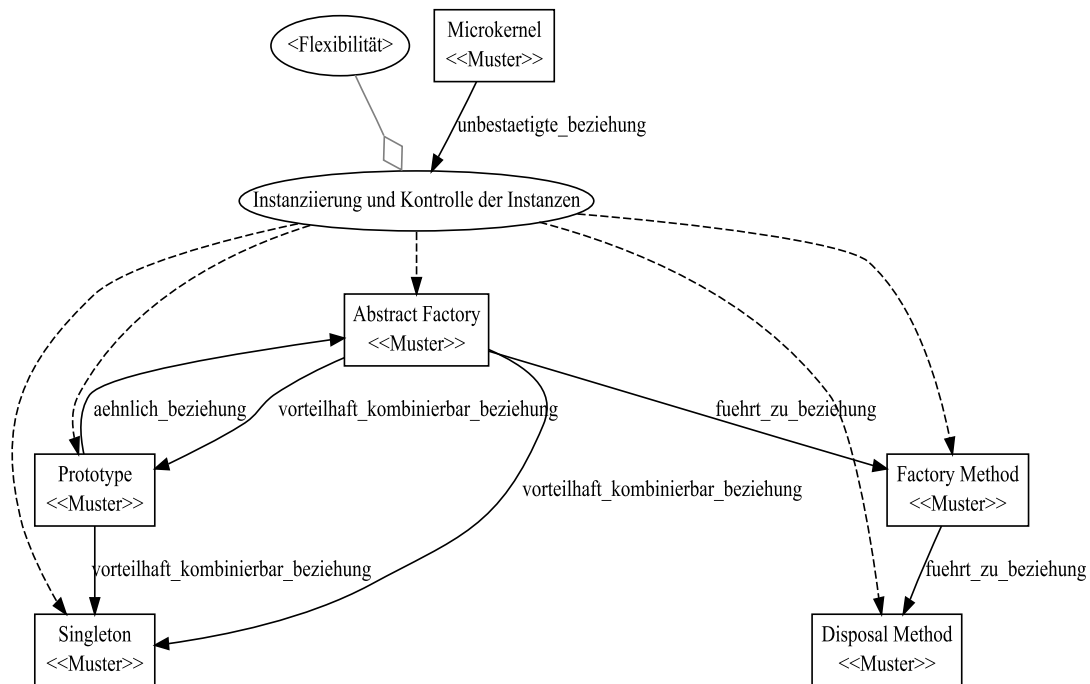 <Flexibilität>
Microkernel
<<Muster>>
unbestaetigte_beziehung
Instanziierung und Kontrolle der Instanzen
Abstract Factory
<<Muster>>
aehnlich_beziehung
vorteilhaft_kombinierbar_beziehung
fuehrt_zu_beziehung
Prototype
<<Muster>>
vorteilhaft_kombinierbar_beziehung
Factory Method
<<Muster>>
vorteilhaft_kombinierbar_beziehung
fuehrt_zu_beziehung
Singleton
<<Muster>>
Disposal Method
<<Muster>>